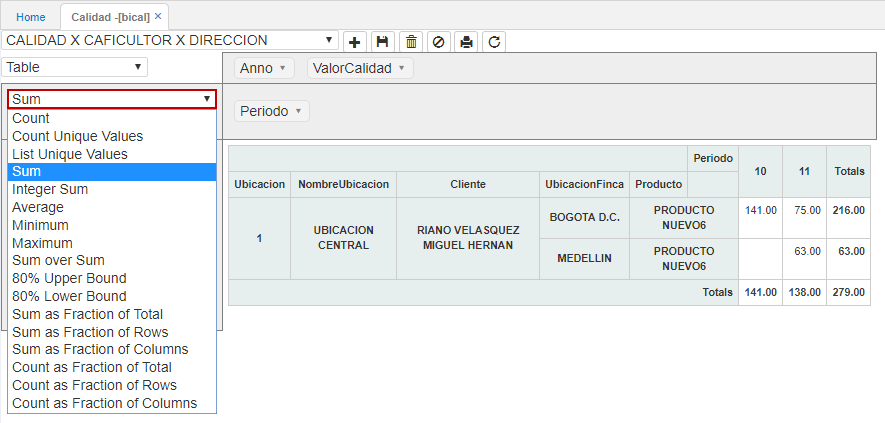 Home Calidad -[bical] ×
CALIDAD X CAFICULTOR X DIRECCION
Table Anno ValorCalidad
Sum
Periodo
Count
Count Unique Values
List Unique Values
Sum
Integer Sum
Average
Minimum
Maximum
Sum over Sum
80% Upper Bound
80% Lower Bound
Sum as Fraction of Total
Sum as Fraction of Rows
Sum as Fraction of Columns
Count as Fraction of Total
Count as Fraction of Rows
Count as Fraction of Columns
Periodo 10 11 Totals
Ubicacion NombreUbicacion Cliente UbicacionFinca Producto
1 UBICACION CENTRAL RIANO VELASQUEZ MIGUEL HERNAN BOGOTA D.C. PRODUCTO NUEVO6 141.00 75.00 216.00
MEDELLIN PRODUCTO NUEVO6 63.00 63.00
Totals 141.00 138.00 279.00